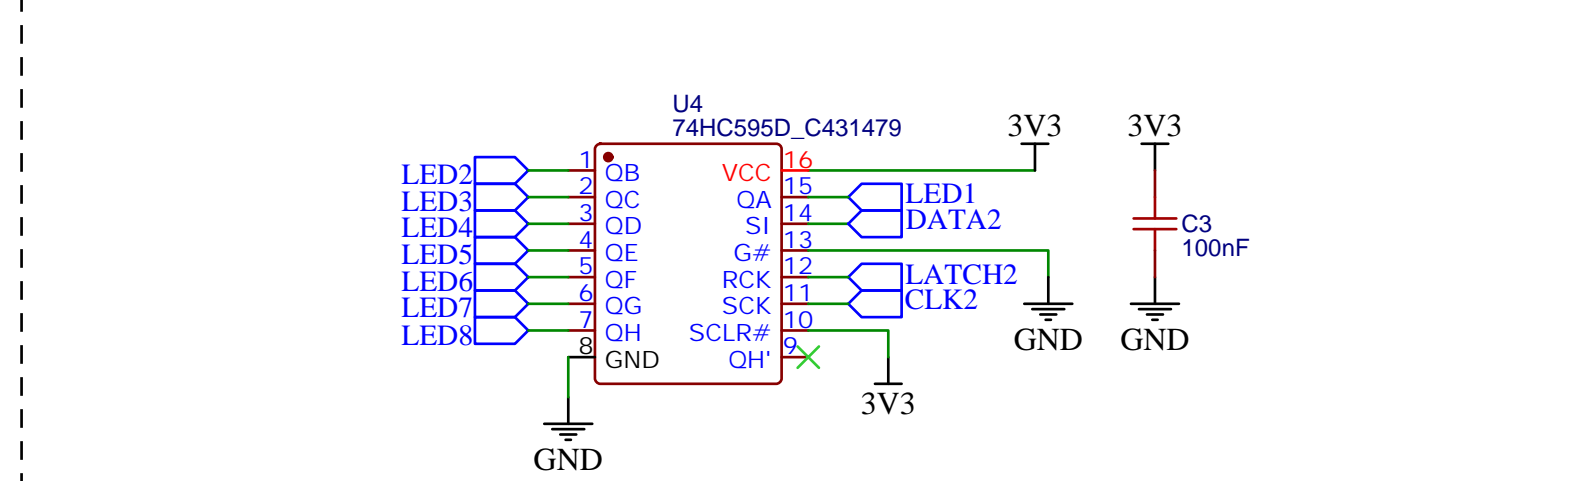 U4
74HC595D_C431479
3V3
3V3
LED2
1
QB
VCC
16
LED3
2
QC
QA
15
LED1
LED4
3
QD
SI
14
DATA2
LED5
4
QE
G#
13
LED6
5
QF
RCK
12
LATCH2
LED7
6
QG
SCK
11
CLK2
LED8
7
QH
SCLR#
10
8
GND
QH'
9
C3
100nF
GND
GND
3V3
GND